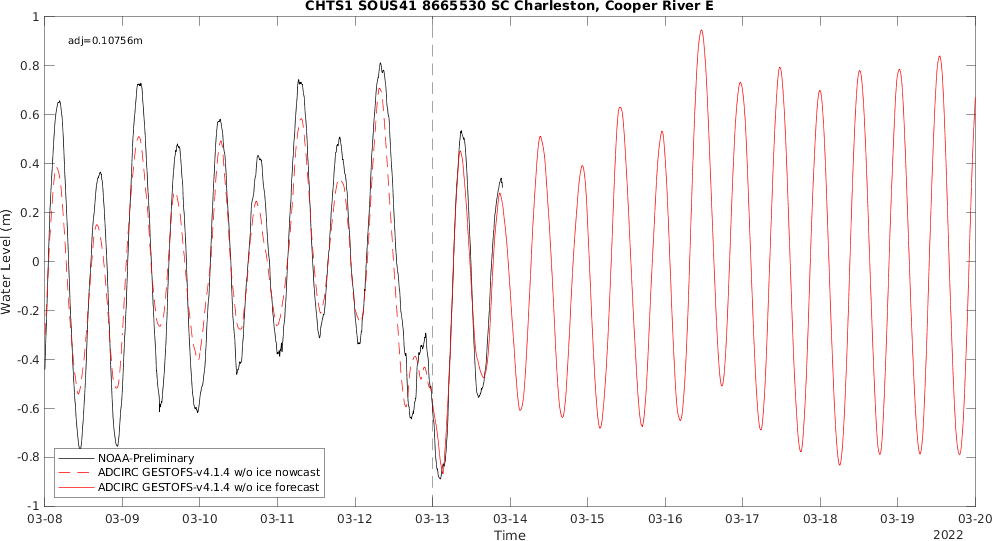 CHTS1 SOUS41 8665530 SC Charleston, Cooper River E
adj=0.10756m
1
0.8
0.6
0.4
0.2
0
-0.2
-0.4
-0.6
-0.8
-1
Water Level (m)
NOAA-Preliminary
ADCIRC GESTOFS-v4.1.4 w/o ice nowcast
ADCIRC GESTOFS-v4.1.4 w/o ice forecast
03-08 03-09 03-10 03-11 03-12 03-13 03-14 03-15 03-16 03-17 03-18 03-19 03-20
Time
2022